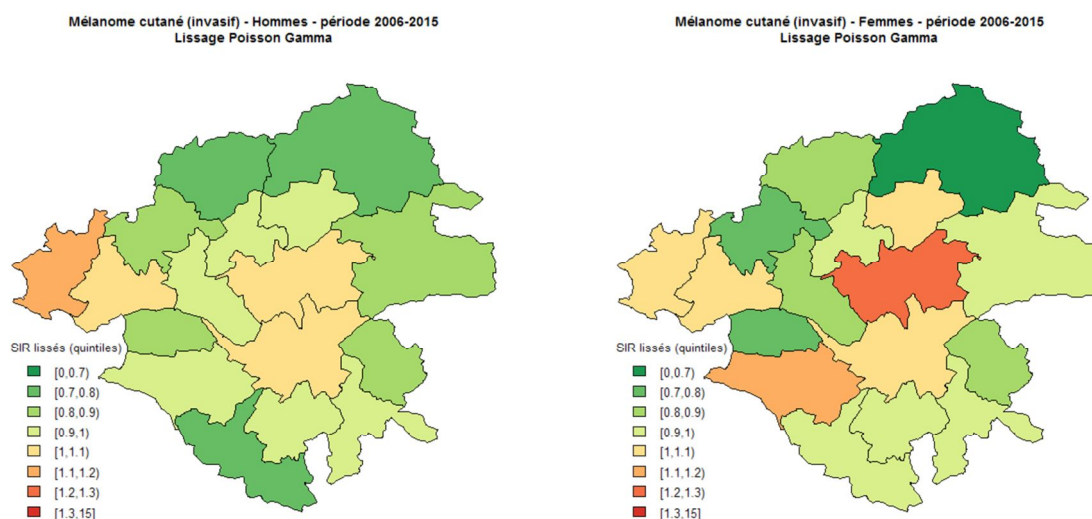 Mélanome cutané (invasif) - Hommes - période 2006-2015
Lissage Poisson Gamma
SIR lissés (quintiles)
[0,0.7)
[0.7,0.8)
[0.8,0.9)
[0.9,1)
[1,1.1)
[1.1,1.2)
[1.2,1.3)
[1.3,15]
Mélanome cutané (invasif) - Femmes - période 2006-2015
Lissage Poisson Gamma
SIR lissés (quintiles)
[0,0.7)
[0.7,0.8)
[0.8,0.9)
[0.9,1)
[1,1.1)
[1.1,1.2)
[1.2,1.3)
[1.3,15]